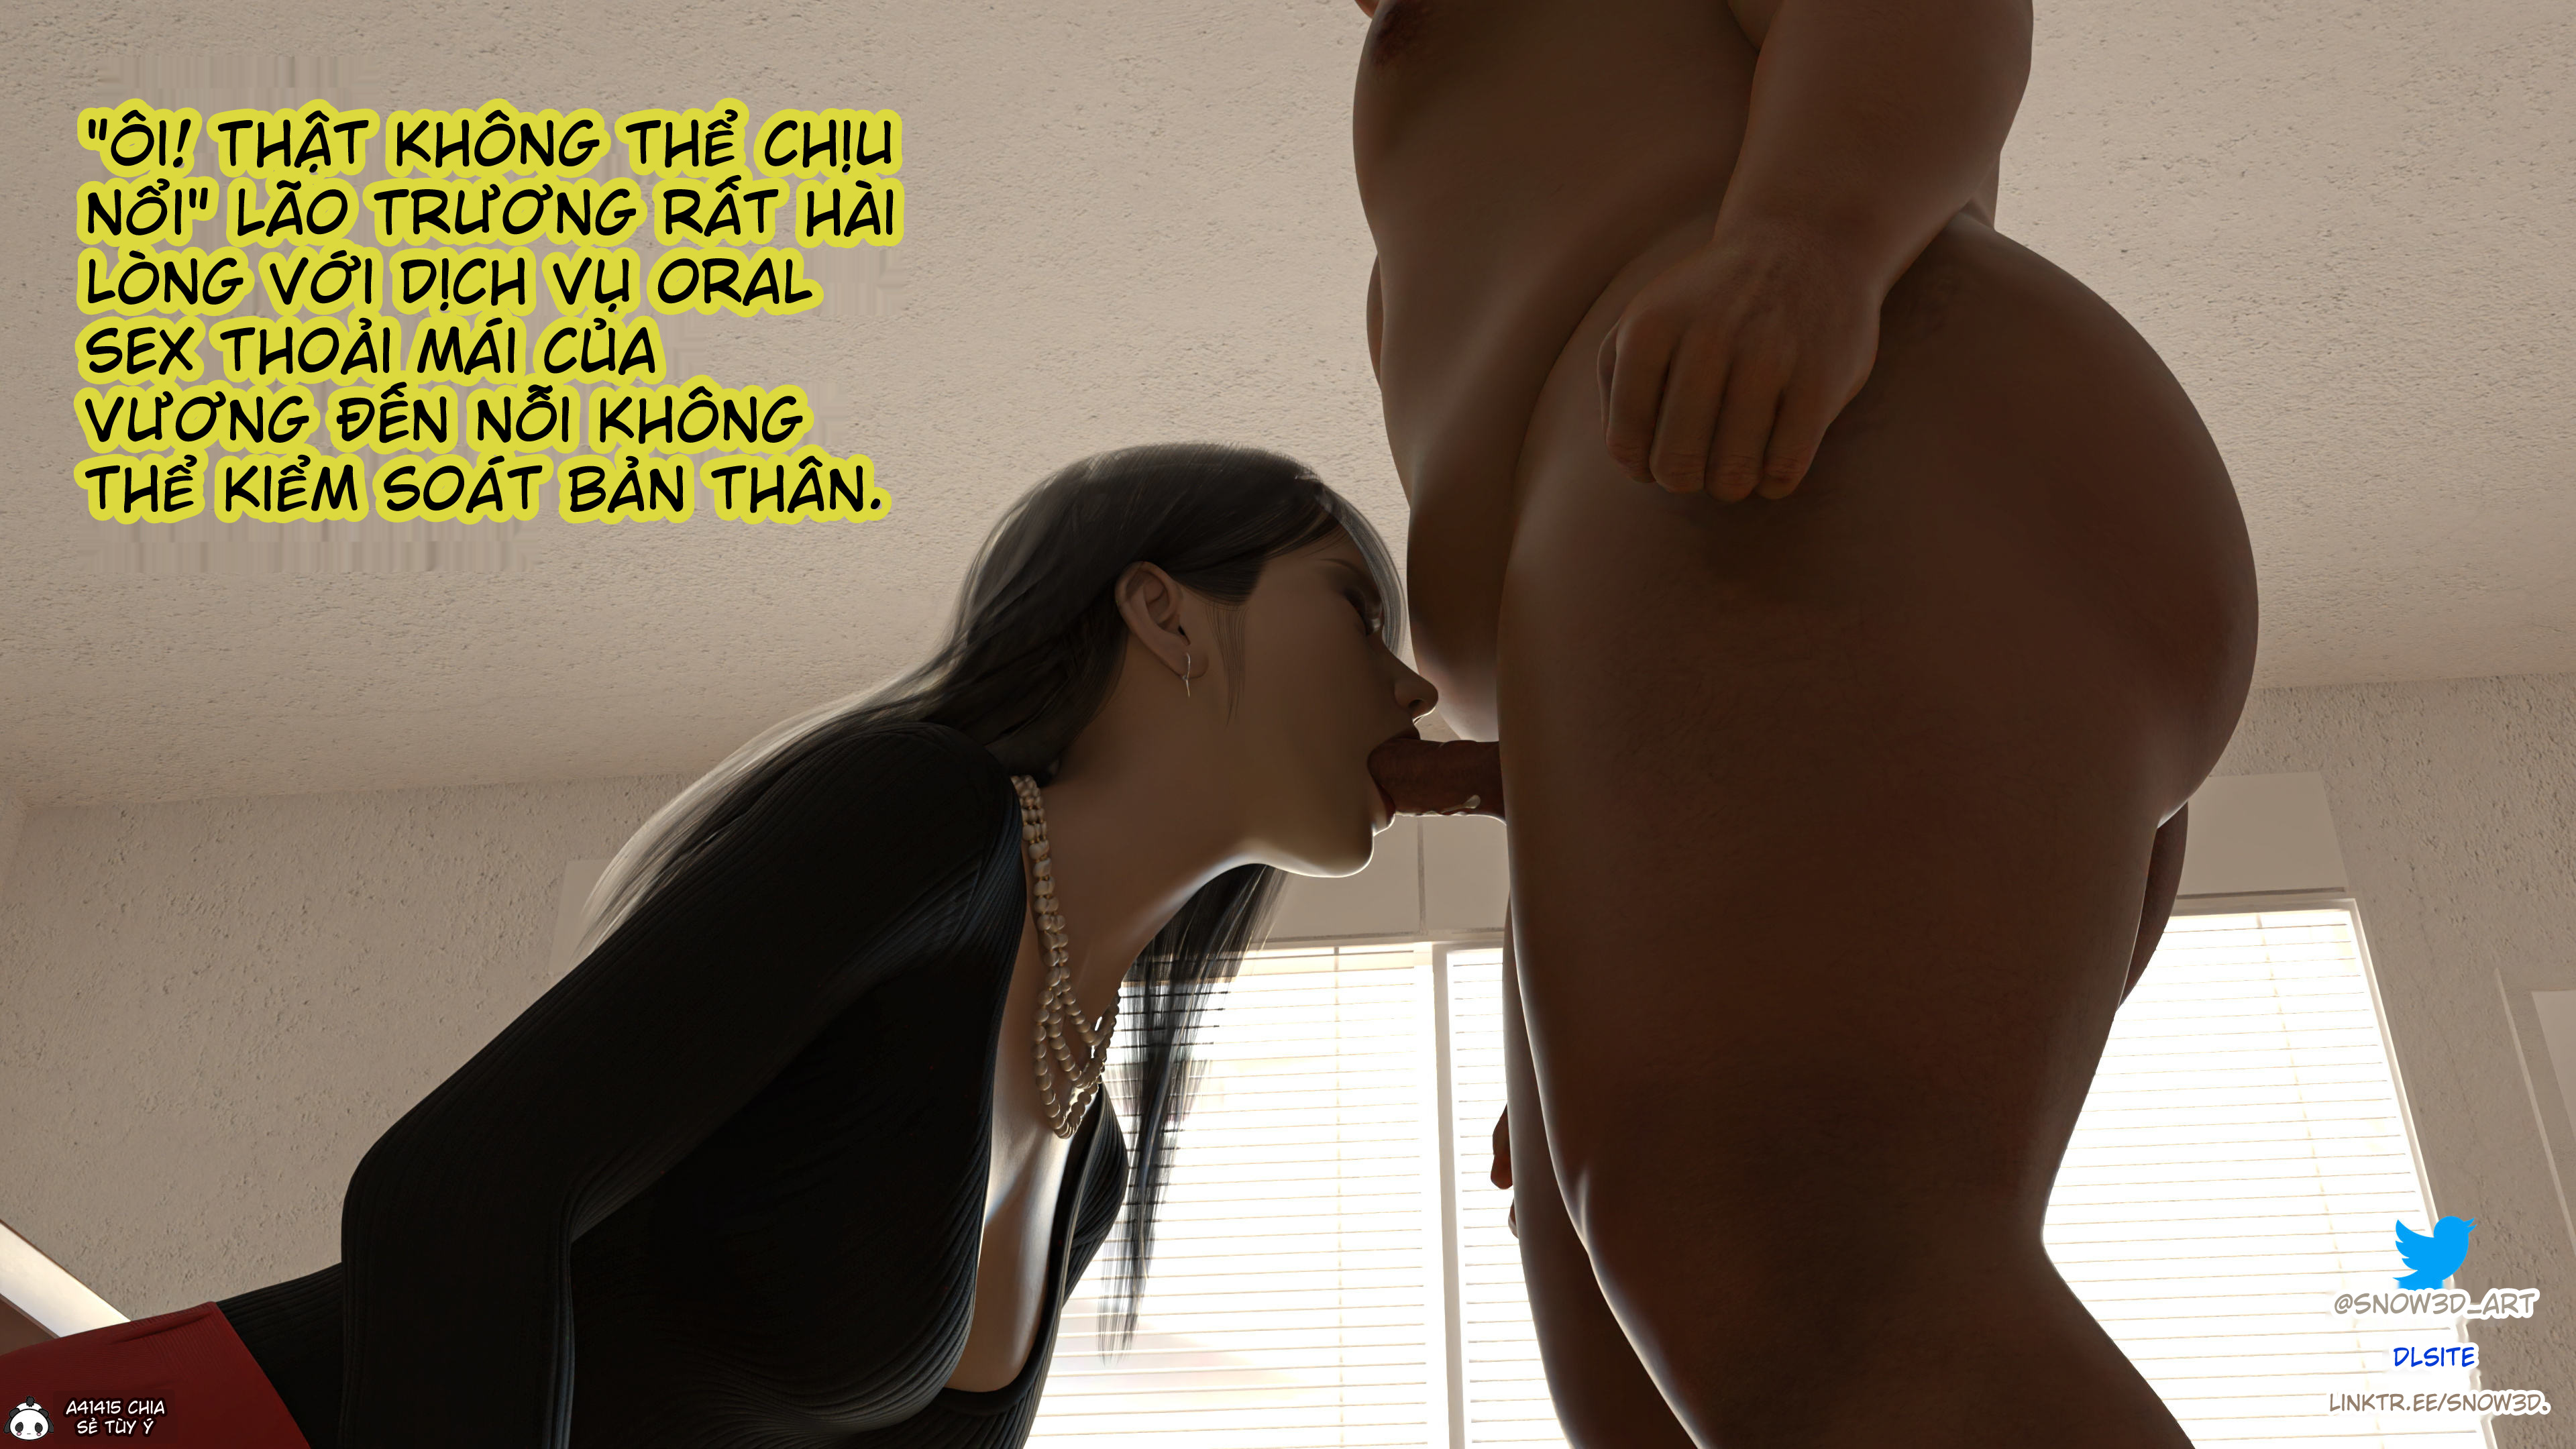 "ÔI! THẬT KHÔNG THỂ CHỊU
NỔI" LÃO TRƯƠNG RẤT HÀI
LÒNG VỚI DỊCH VỤ ORAL
SEX THOẢI MÁI CỦA
VƯƠNG ĐẾN NỖI KHÔNG
THỂ KIỂM SOÁT BẢN THÂN.
@SNOW3D_ART
DLSITE
LINKTR.EE/SNOW3D.
A41415 CHIA
SẺ TÙY Ý